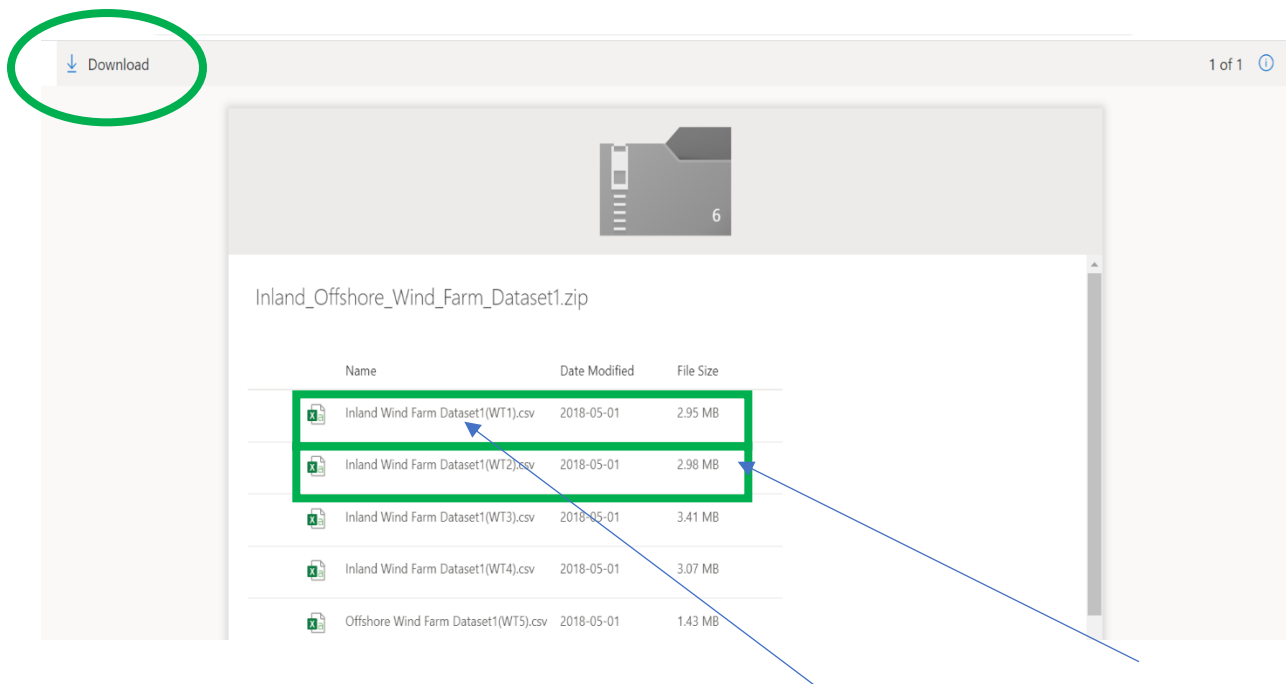 Download 1 of 1
6
Inland_Offshore_Wind_Farm_Dataset1.zip
Name Date Modified File Size
Inland Wind Farm Dataset1(WT1).csv 2018-05-01 2.95 MB
Inland Wind Farm Dataset1(WT2).csv 2018-05-01 2.98 MB
Inland Wind Farm Dataset1(WT3).csv 2018-05-01 3.41 MB
Inland Wind Farm Dataset1(WT4).csv 2018-05-01 3.07 MB
Offshore Wind Farm Dataset1(WT5).csv 2018-05-01 1.43 MB